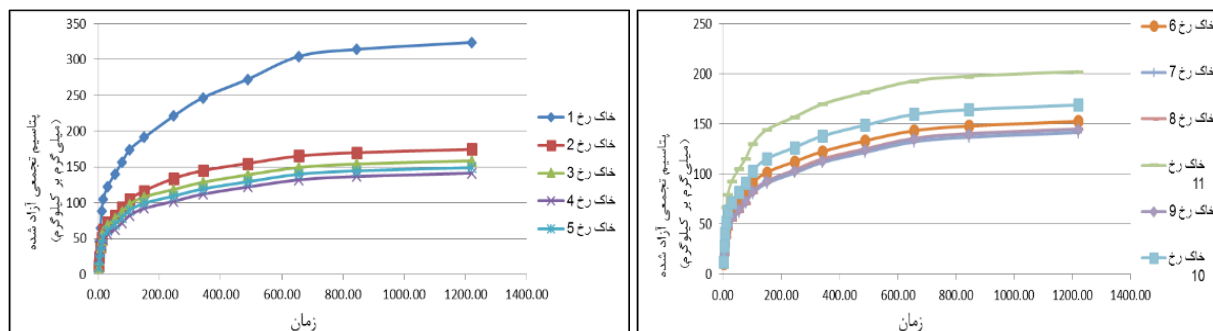 پتاسیم تجمعی آزاد شده
(میلی گرم بر کیلوگرم)
350
300
250
200
150
100
50
0
0.00 200.00 400.00 600.00 800.00 1000.00 1200.00 1400.00
زمان
خاک رخ 1
خاک رخ 2
خاک رخ 3
خاک رخ 4
خاک رخ 5
پتاسیم تجمعی آزاد شده
(میلی گرم بر کیلوگرم)
250
200
150
100
50
0
0.00 200.00 400.00 600.00 800.00 1000.00 1200.00 1400.00
زمان
خاک رخ 6
خاک رخ 7
خاک رخ 8
خاک رخ
11
خاک رخ 9
خاک رخ
10